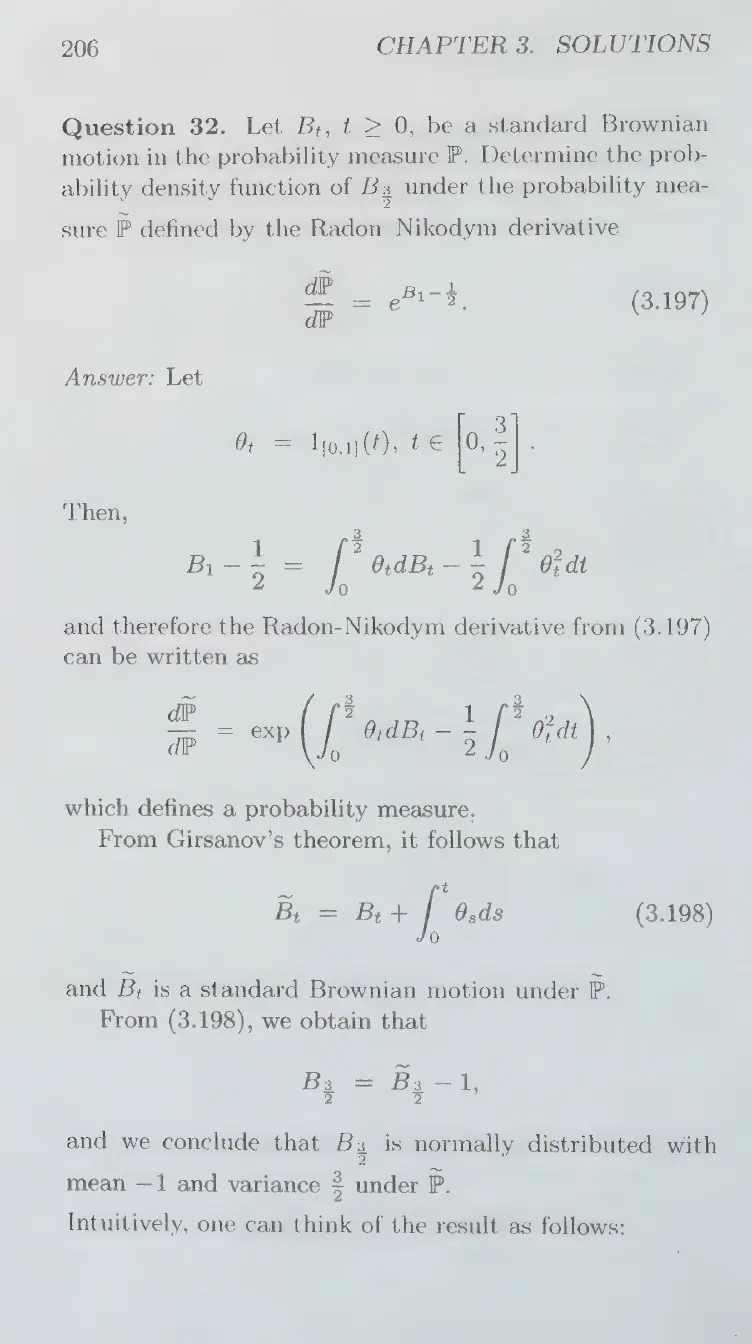 206 CHAPTER 3. SOLUTIONS
Question 32. Let B_t, t ≥ 0, be a standard Brownian
motion in the probability measure ℙ. Determine the prob-
ability density function of B_{3/2} under the probability mea-
sure ℙ̃ defined by the Radon Nikodym derivative
dℙ̃/dℙ = e^{B_1 − 1/2}. (3.197)
Answer: Let
θ_t = 1_{[0,1]}(t), t ∈ [0, 3/2].
Then,
B_1 − 1/2 = ∫_0^{3/2} θ_t dB_t − 1/2 ∫_0^{3/2} θ_t^2 dt
and therefore the Radon-Nikodym derivative from (3.197)
can be written as
dℙ̃/dℙ = exp( ∫_0^{3/2} θ_t dB_t − 1/2 ∫_0^{3/2} θ_t^2 dt ),
which defines a probability measure.
From Girsanov's theorem, it follows that
B̃_t = B_t + ∫_0^t θ_s ds (3.198)
and B̃_t is a standard Brownian motion under ℙ̃.
From (3.198), we obtain that
B_{3/2} = B̃_{3/2} − 1,
and we conclude that B_{3/2} is normally distributed with
mean −1 and variance 3/2 under ℙ̃.
Intuitively, one can think of the result as follows: